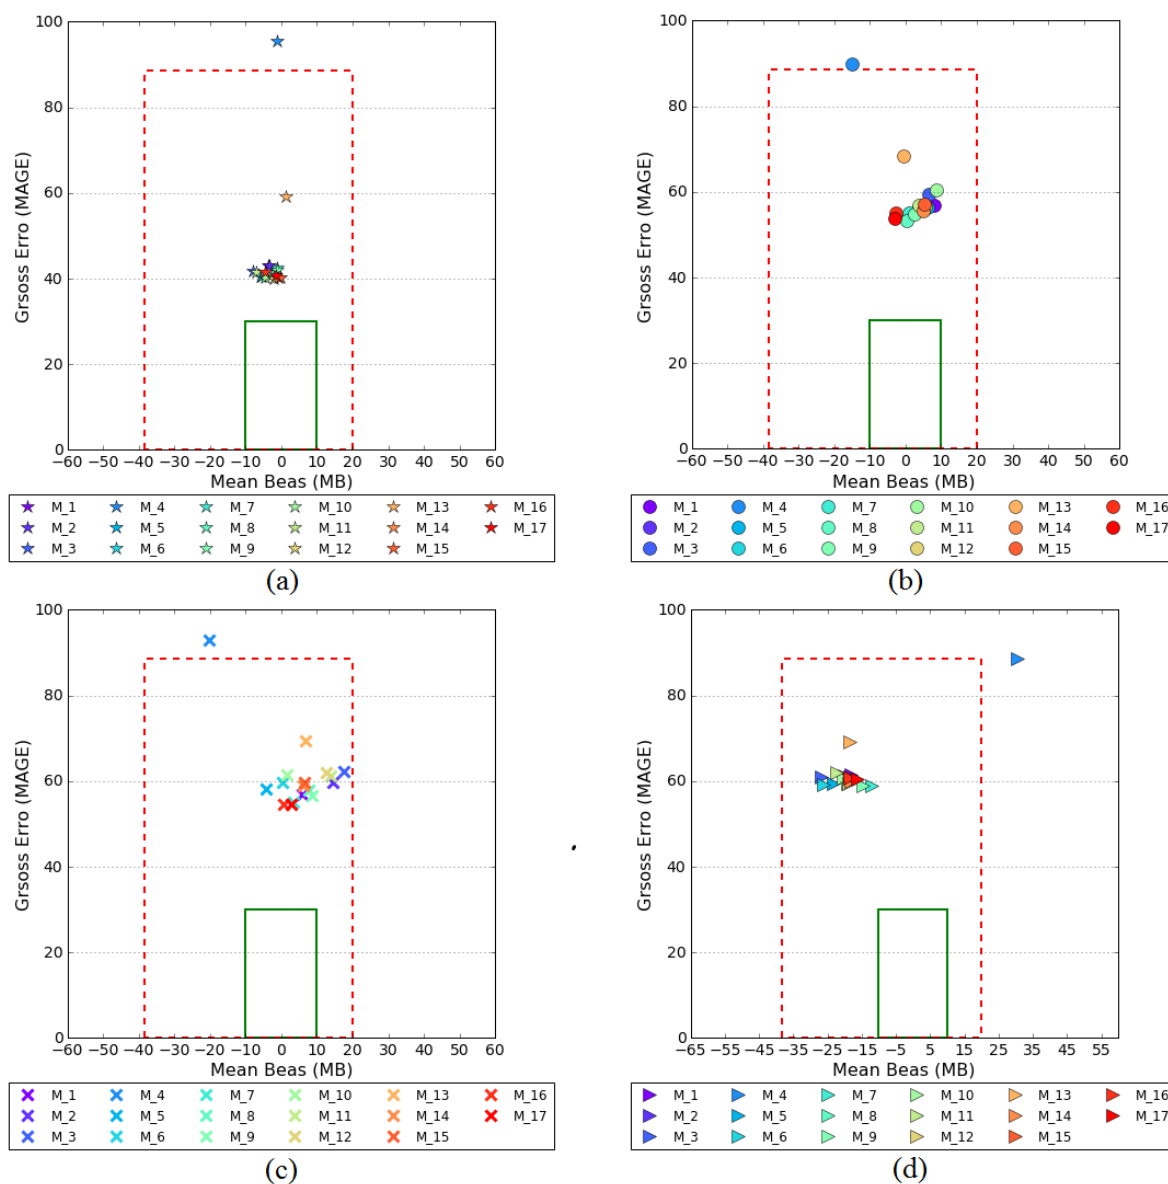 100
80
60
40
20
0
Grsoss Erro (MAGE)
−60 −50 −40 −30 −20 −10 0 10 20 30 40 50 60
Mean Beas (MB)
M_1 M_4 M_7 M_10 M_13 M_16
M_2 M_5 M_8 M_11 M_14 M_17
M_3 M_6 M_9 M_12 M_15
(a)
100
80
60
40
20
0
Grsoss Erro (MAGE)
−60 −50 −40 −30 −20 −10 0 10 20 30 40 50 60
Mean Beas (MB)
M_1 M_4 M_7 M_10 M_13 M_16
M_2 M_5 M_8 M_11 M_14 M_17
M_3 M_6 M_9 M_12 M_15
(b)
100
80
60
40
20
0
Grsoss Erro (MAGE)
−60 −50 −40 −30 −20 −10 0 10 20 30 40 50 60
Mean Beas (MB)
M_1 M_4 M_7 M_10 M_13 M_16
M_2 M_5 M_8 M_11 M_14 M_17
M_3 M_6 M_9 M_12 M_15
(c)
100
80
60
40
20
0
Grsoss Erro (MAGE)
−65 −55 −45 −35 −25 −15 −5 5 15 25 35 45 55
Mean Beas (MB)
M_1 M_4 M_7 M_10 M_13 M_16
M_2 M_5 M_8 M_11 M_14 M_17
M_3 M_6 M_9 M_12 M_15
(d)